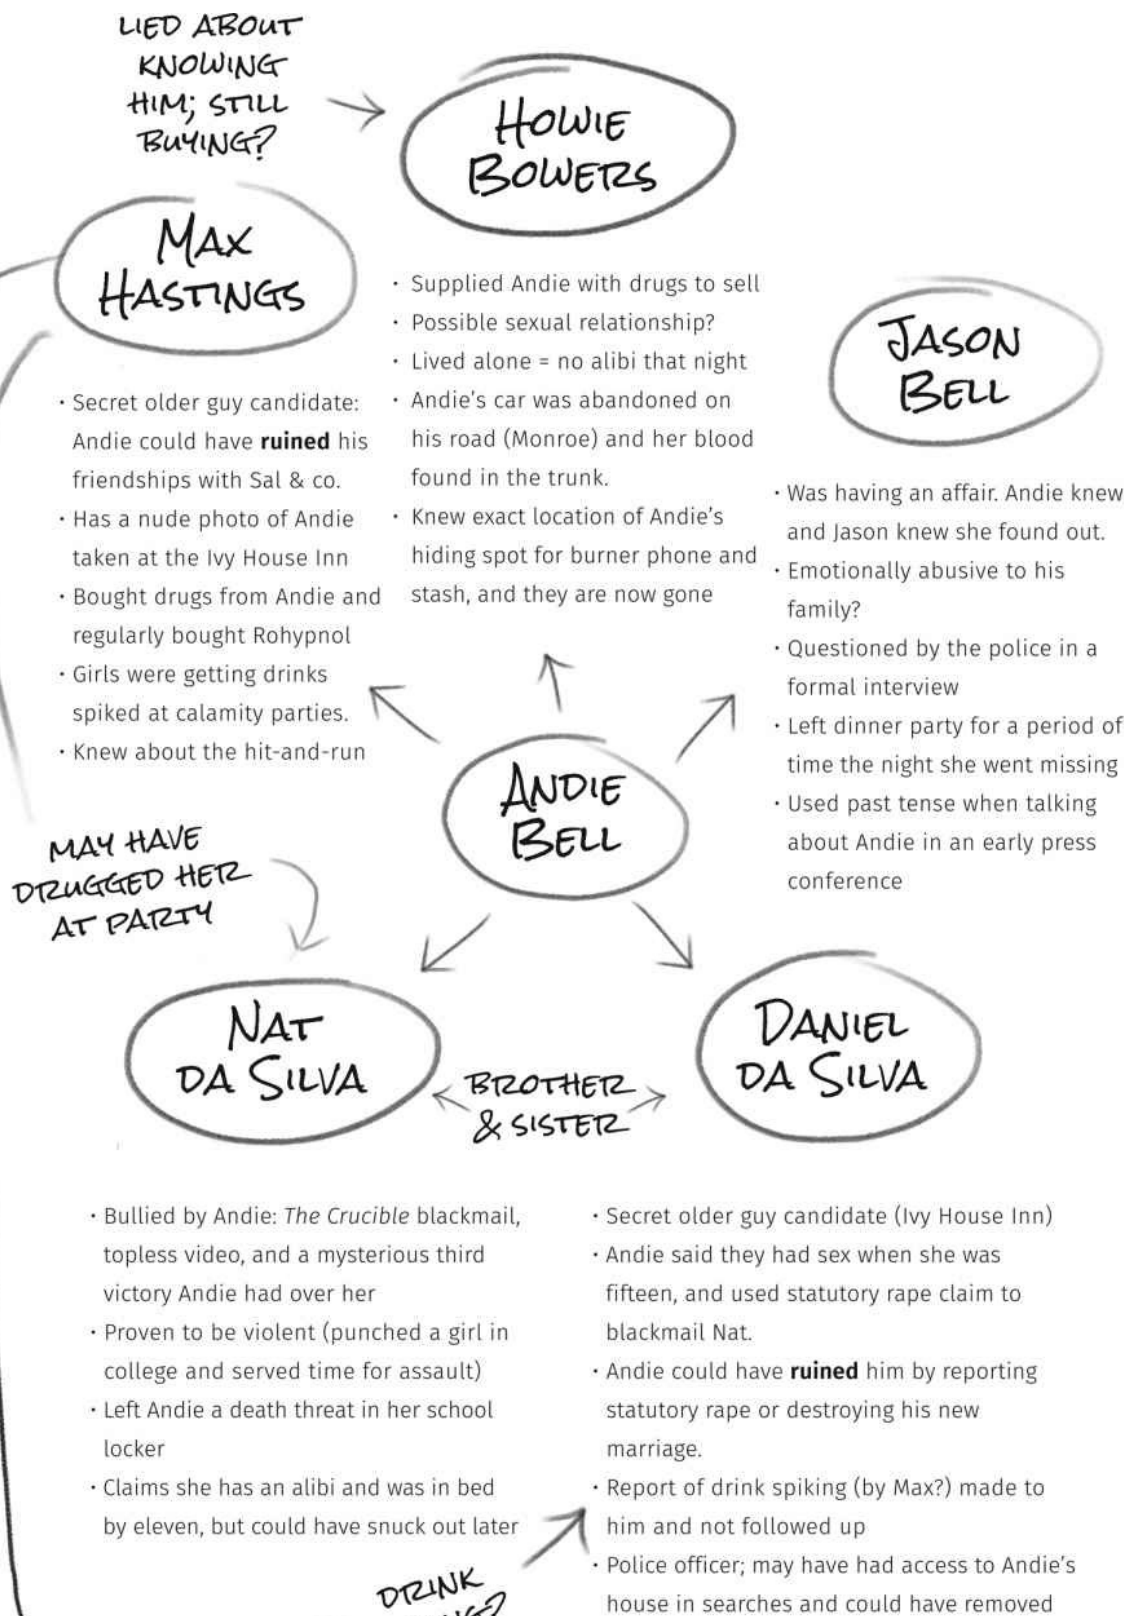 LIED ABOUT
KNOWING
HIM; STILL
BUYING?
HOWIE
BOWERS
MAX
HASTINGS
• Supplied Andie with drugs to sell
• Possible sexual relationship?
• Lived alone = no alibi that night
• Andie's car was abandoned on
his road (Monroe) and her blood
found in the trunk.
• Knew exact location of Andie's
hiding spot for burner phone and
stash, and they are now gone
JASON
BELL
• Secret older guy candidate:
Andie could have ruined his
friendships with Sal & co.
• Has a nude photo of Andie
taken at the Ivy House Inn
• Bought drugs from Andie and
regularly bought Rohypnol
• Girls were getting drinks
spiked at calamity parties.
• Knew about the hit-and-run
• Was having an affair. Andie knew
and Jason knew she found out.
• Emotionally abusive to his
family?
• Questioned by the police in a
formal interview
• Left dinner party for a period of
time the night she went missing
• Used past tense when talking
about Andie in an early press
conference
ANDIE
BELL
MAY HAVE
DRUGGED HER
AT PARTY
NAT
DA SILVA
BROTHER
& SISTER
DANIEL
DA SILVA
• Bullied by Andie: The Crucible blackmail,
topless video, and a mysterious third
victory Andie had over her
• Proven to be violent (punched a girl in
college and served time for assault)
• Left Andie a death threat in her school
locker
• Claims she has an alibi and was in bed
by eleven, but could have snuck out later
• Secret older guy candidate (Ivy House Inn)
• Andie said they had sex when she was
fifteen, and used statutory rape claim to
blackmail Nat.
• Andie could have ruined him by reporting
statutory rape or destroying his new
marriage.
• Report of drink spiking (by Max?) made to
him and not followed up
• Police officer; may have had access to Andie's
house in searches and could have removed
DRINK